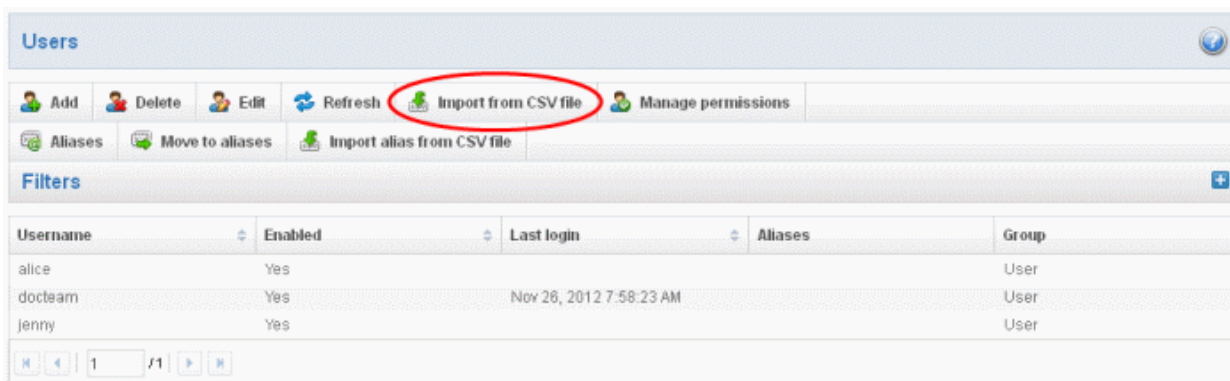 Users
Add Delete Edit Refresh Import from CSV file Manage permissions
Aliases Move to aliases Import alias from CSV file
Filters
Username Enabled Last login Aliases Group
alice Yes User
docteam Yes Nov 26, 2012 7:58:23 AM User
jenny Yes User
1 /1